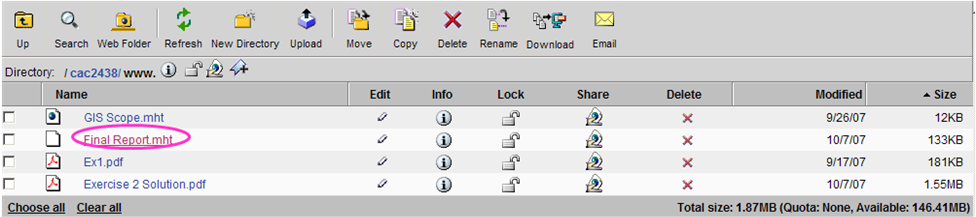 Up Search Web Folder Refresh New Directory Upload Move Copy Delete Rename Download Email
Directory: / cac2438/ www.
Name Edit Info Lock Share Delete Modified Size
GIS Scope.mht 9/26/07 12KB
Final Report.mht 10/7/07 133KB
Ex1.pdf 9/17/07 181KB
Exercise 2 Solution.pdf 10/7/07 1.55MB
Choose all Clear all Total size: 1.87MB (Quota: None, Available: 146.41MB)